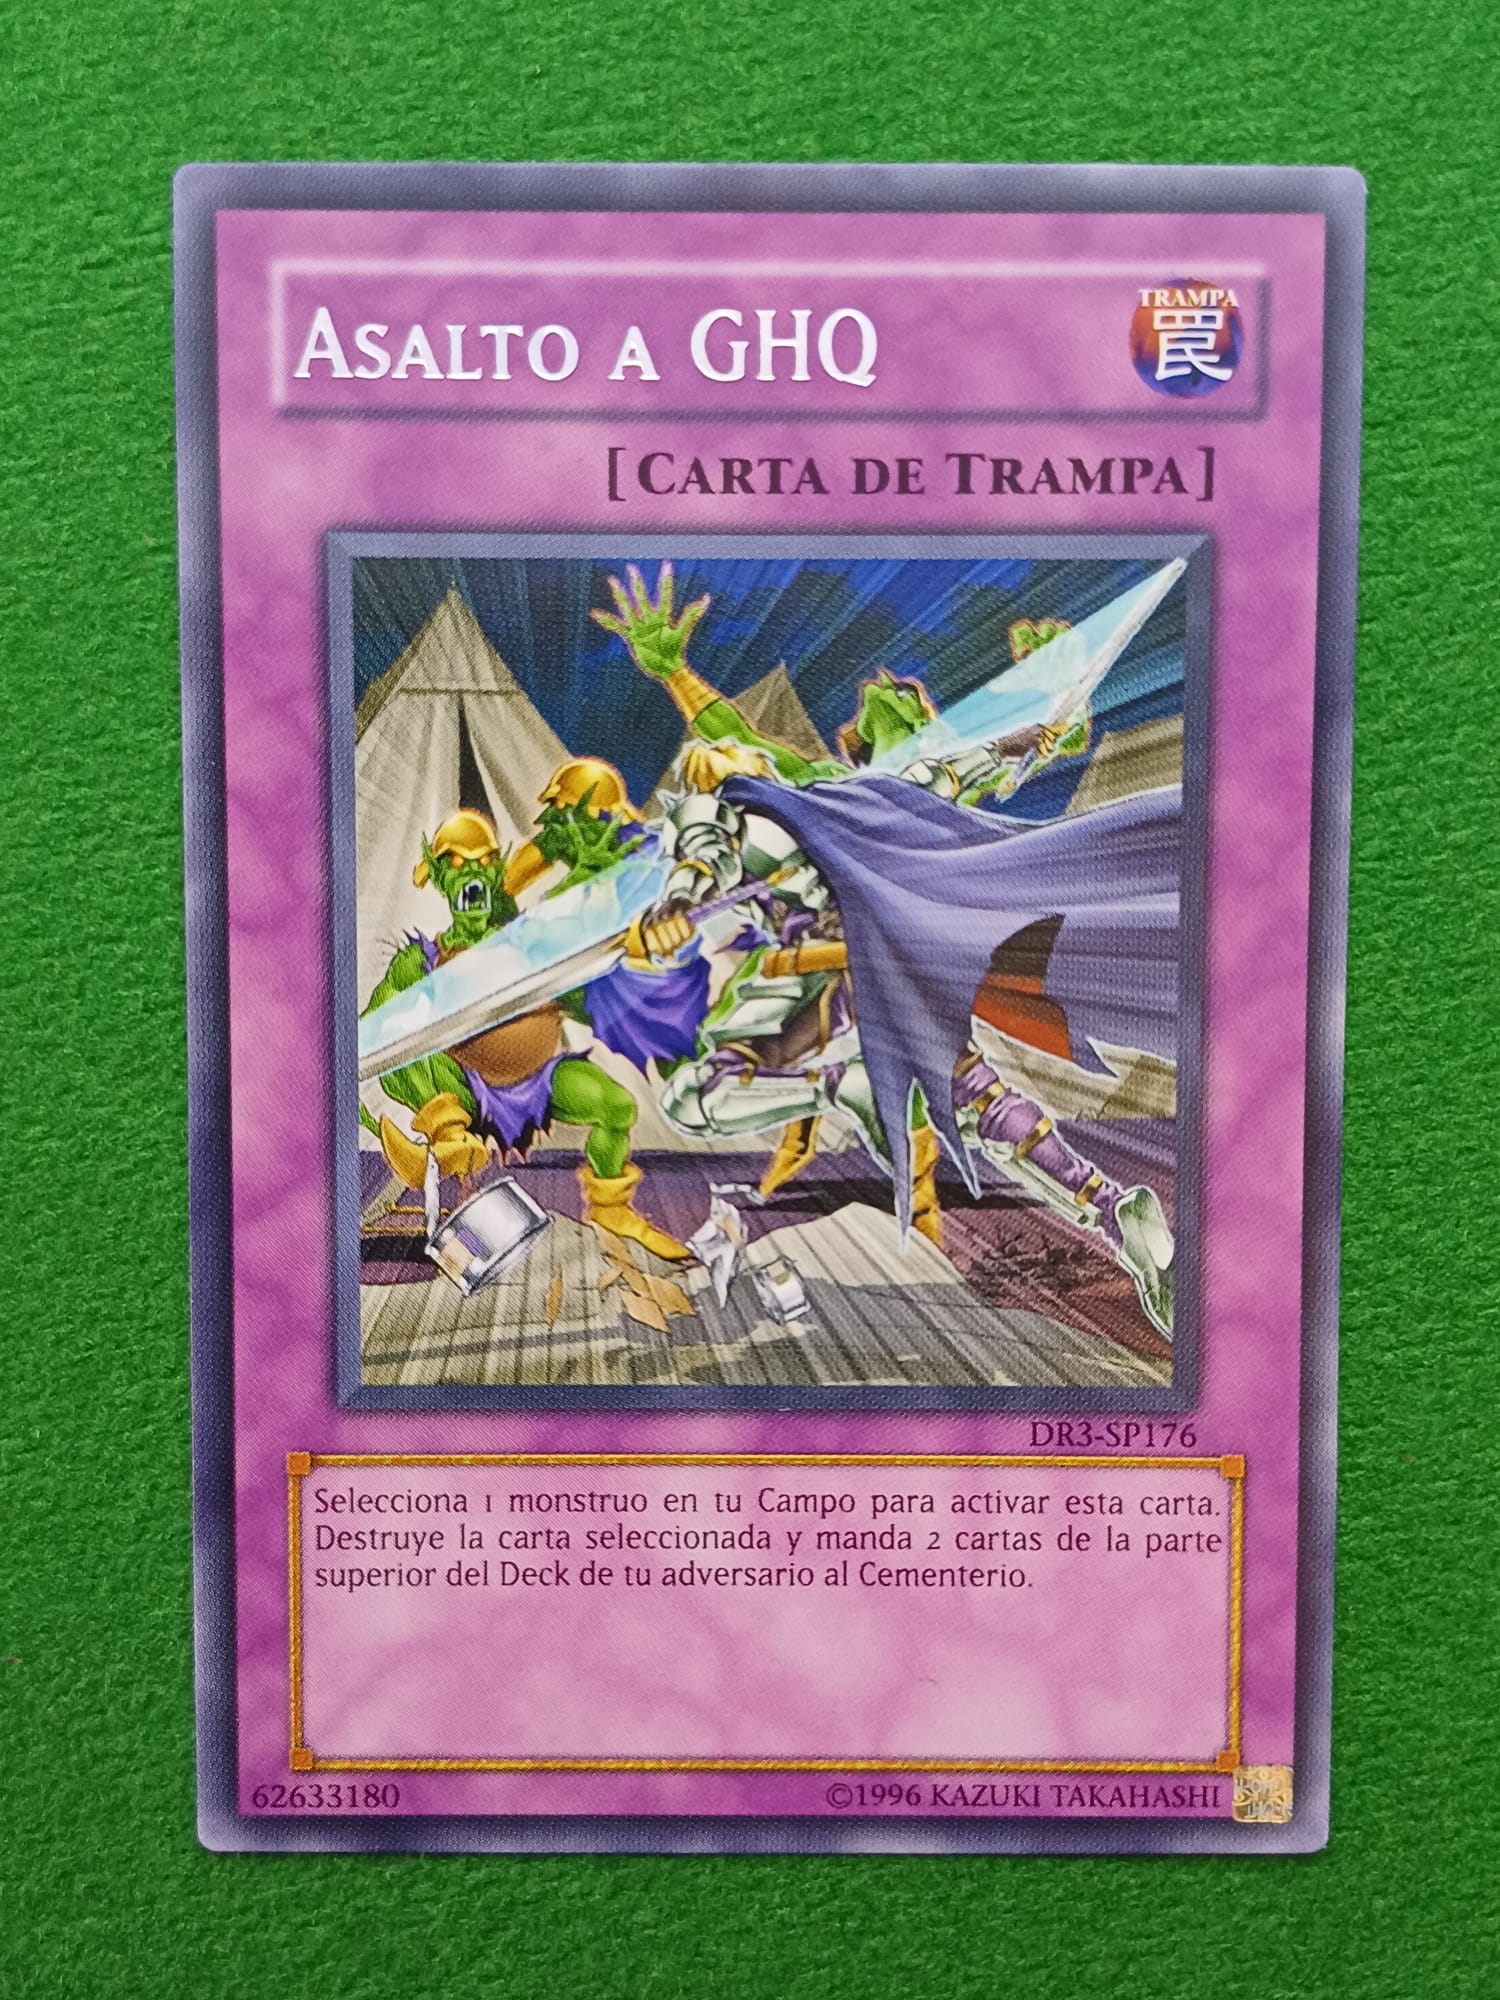 Asalto a GHQ
TRAMPA
罠
[Carta de Trampa]
DR3-SP176
Selecciona 1 monstruo en tu Campo para activar esta carta.
Destruye la carta seleccionada y manda 2 cartas de la parte
superior del Deck de tu adversario al Cementerio.
62633180
©1996 KAZUKI TAKAHASHI